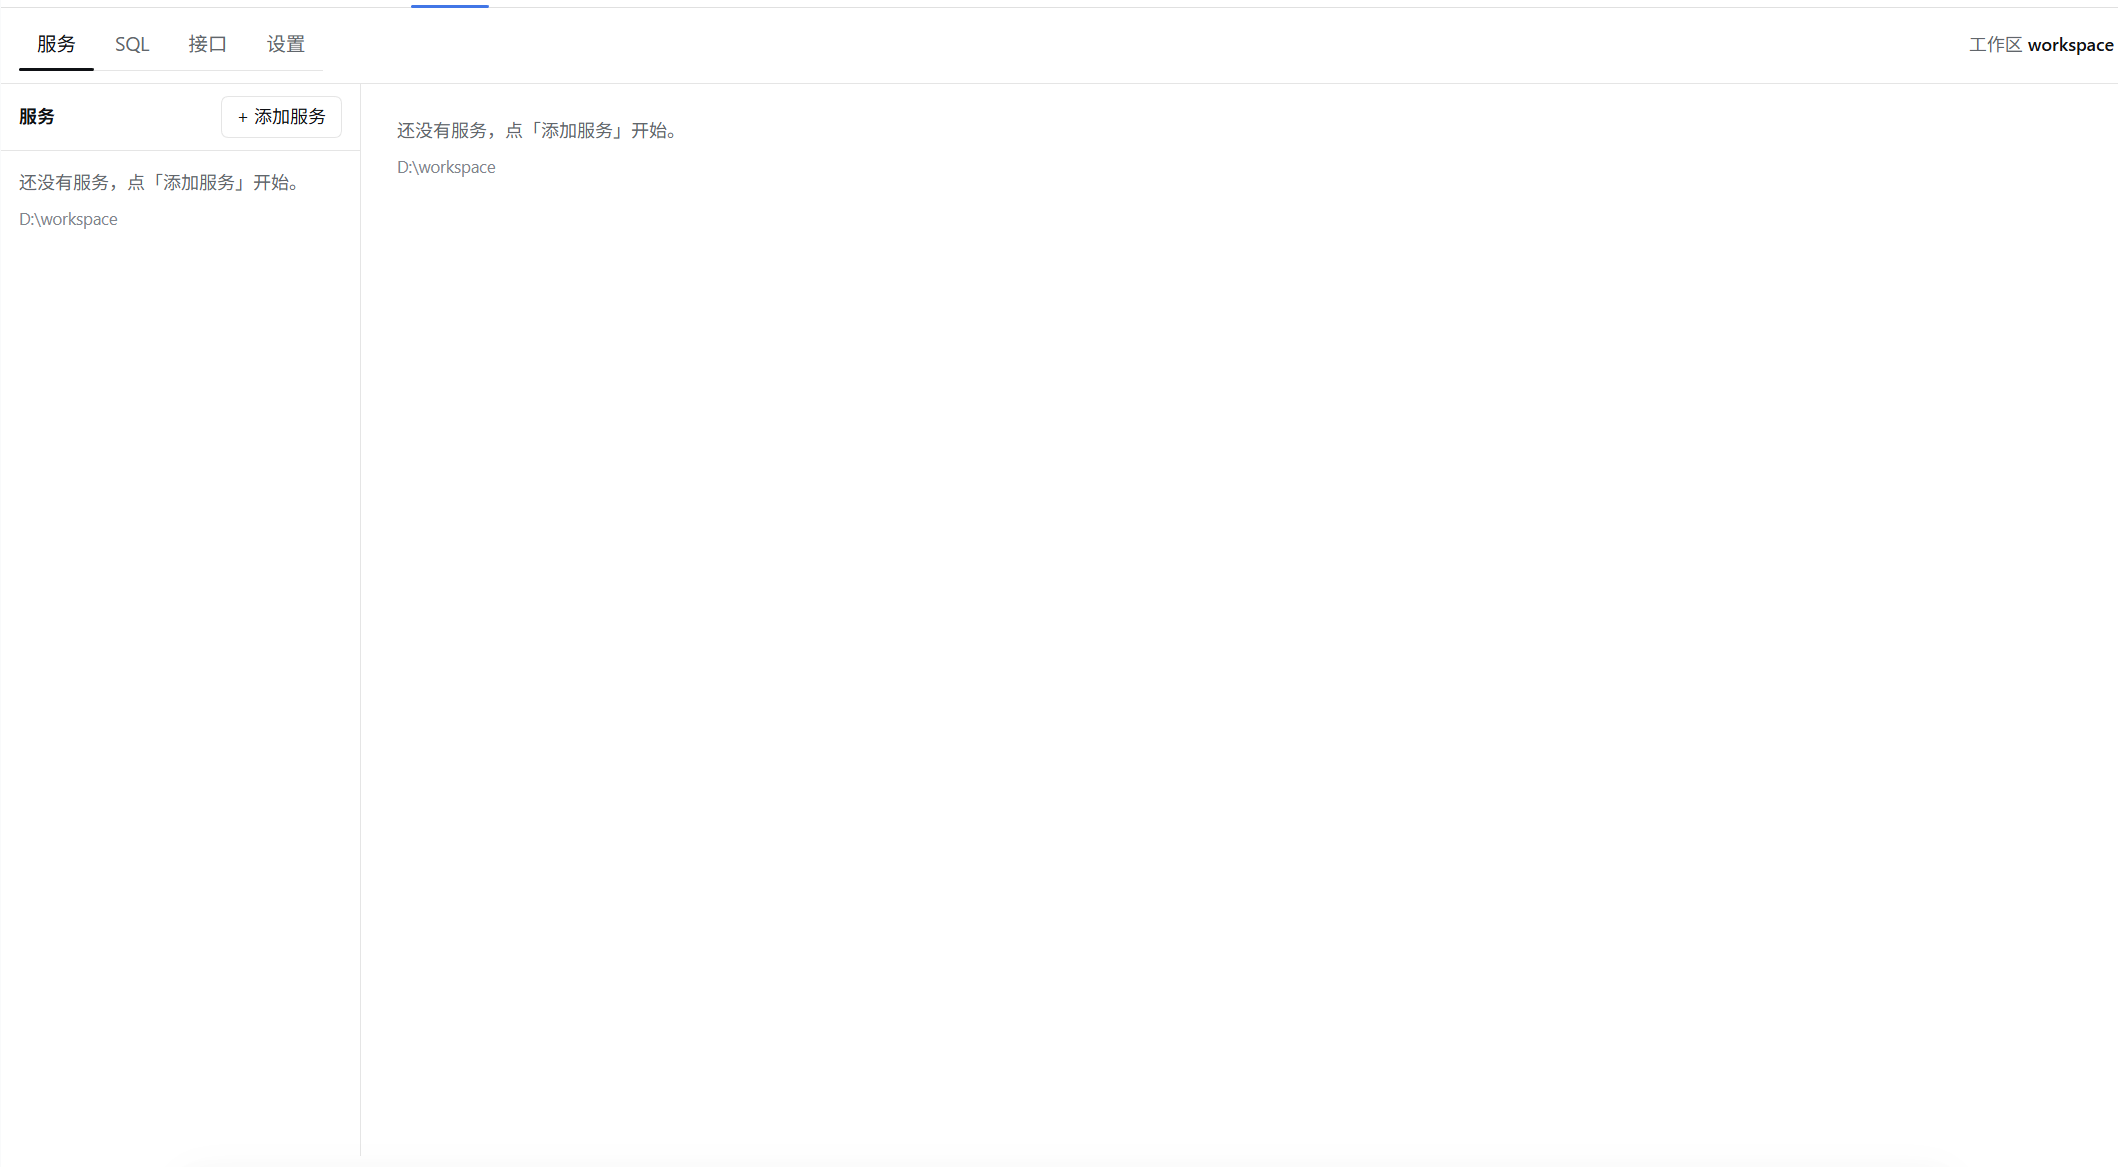 服务 SQL 接口 设置 工作区 workspace
服务 + 添加服务
还没有服务，点「添加服务」开始。
D:\workspace
还没有服务，点「添加服务」开始。
D:\workspace